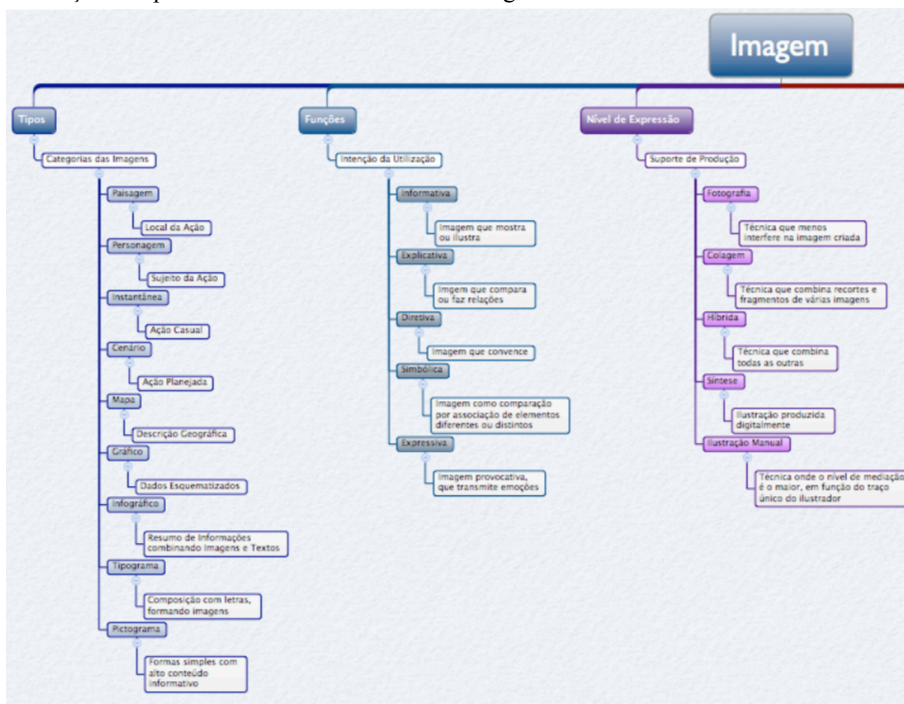 Imagem
Tipos
Categorias das Imagens
Paisagem
Local da Ação
Personagem
Sujeito da Ação
Instantânea
Ação Casual
Cenário
Ação Planejada
Mapa
Descrição Geográfica
Gráfico
Dados Esquematizados
Infográfico
Resumo de Informações
combinando Imagens e Textos
Tipograma
Composição com letras,
formando imagens
Pictograma
Formas simples com
alto conteúdo
informativo
Funções
Intenção da Utilização
Informativa
Imagem que mostra
ou ilustra
Explicativa
Imgem que compara
ou faz relações
Diretiva
Imagem que convence
Simbólica
Imagem como comparação
por associação de elementos
diferentes ou distintos
Expressiva
Imagem provocativa,
que transmite emoções
Nível de Expressão
Suporte de Produção
Fotografia
Técnica que menos
interfere na imagem criada
Colagem
Técnica que combina recortes e
fragmentos de várias imagens
Híbrida
Técnica que combina
todas as outras
Síntese
Ilustração produzida
digitalmente
Ilustração Manual
Técnica onde o nível de mediação
é o maior, em função do traço
único do ilustrador